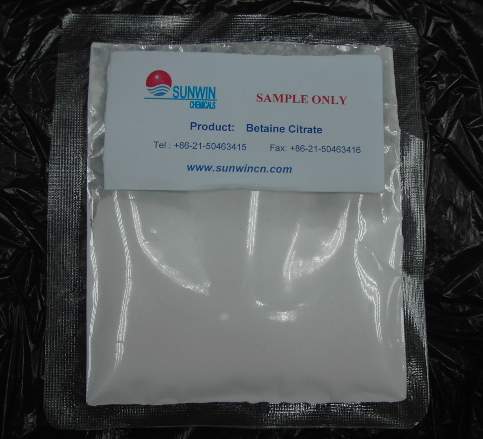 SUNWIN
CHEMICALS
SAMPLE ONLY
Product: Betaine Citrate
Tel.: +86-21-50463415 Fax: +86-21-50463416
www.sunwincn.com